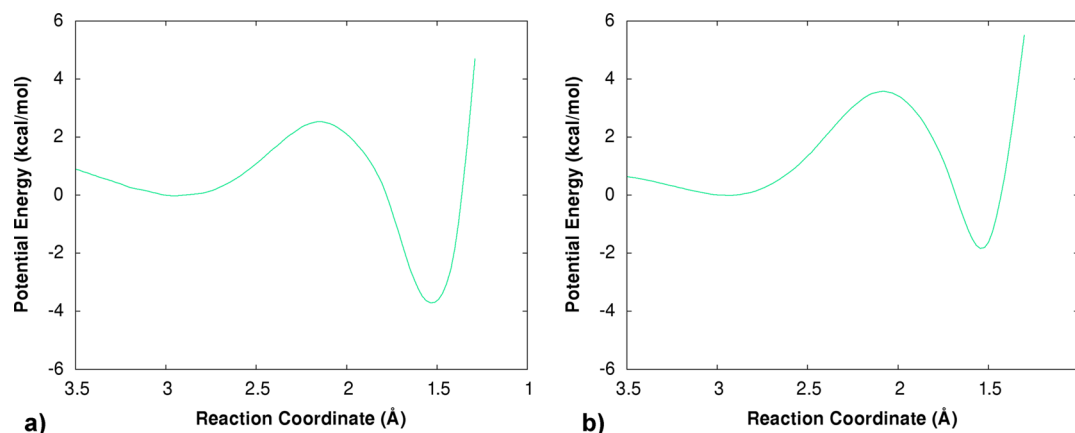 6
4
2
0
-2
-4
-6
Potential Energy (kcal/mol)
3.5 3 2.5 2 1.5 1
Reaction Coordinate (Å)
a)
6
4
2
0
-2
-4
-6
Potential Energy (kcal/mol)
3.5 3 2.5 2 1.5
Reaction Coordinate (Å)
b)